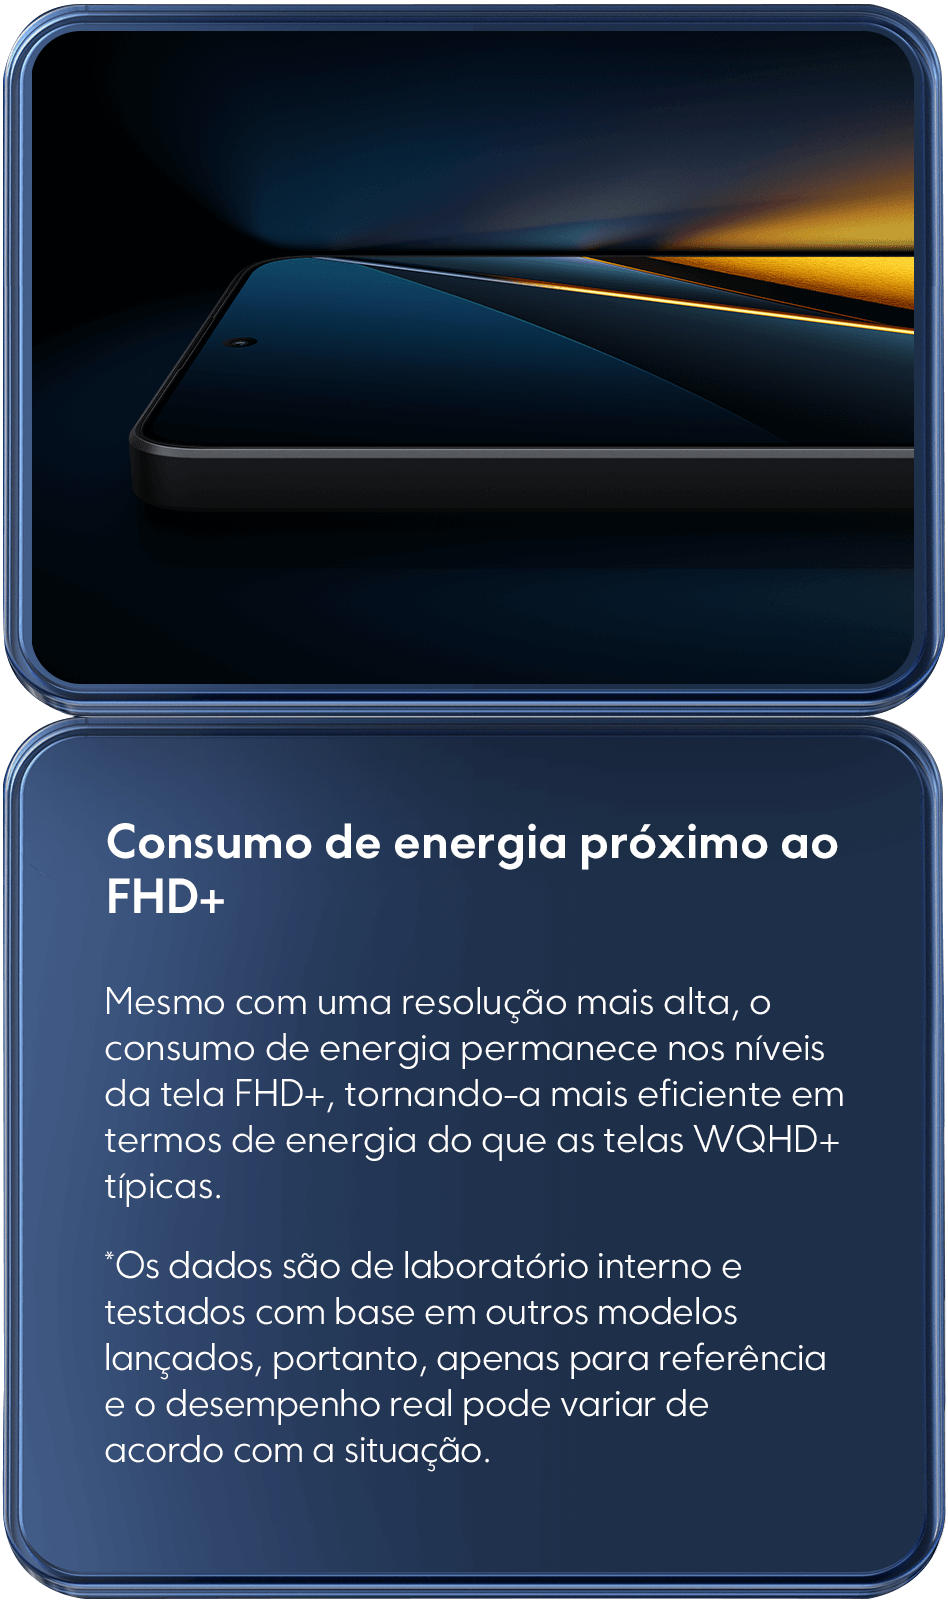 Consumo de energia próximo ao
FHD+
Mesmo com uma resolução mais alta, o
consumo de energia permanece nos níveis
da tela FHD+, tornando-a mais eficiente em
termos de energia do que as telas WQHD+
típicas.
*Os dados são de laboratório interno e
testados com base em outros modelos
lançados, portanto, apenas para referência
e o desempenho real pode variar de
acordo com a situação.